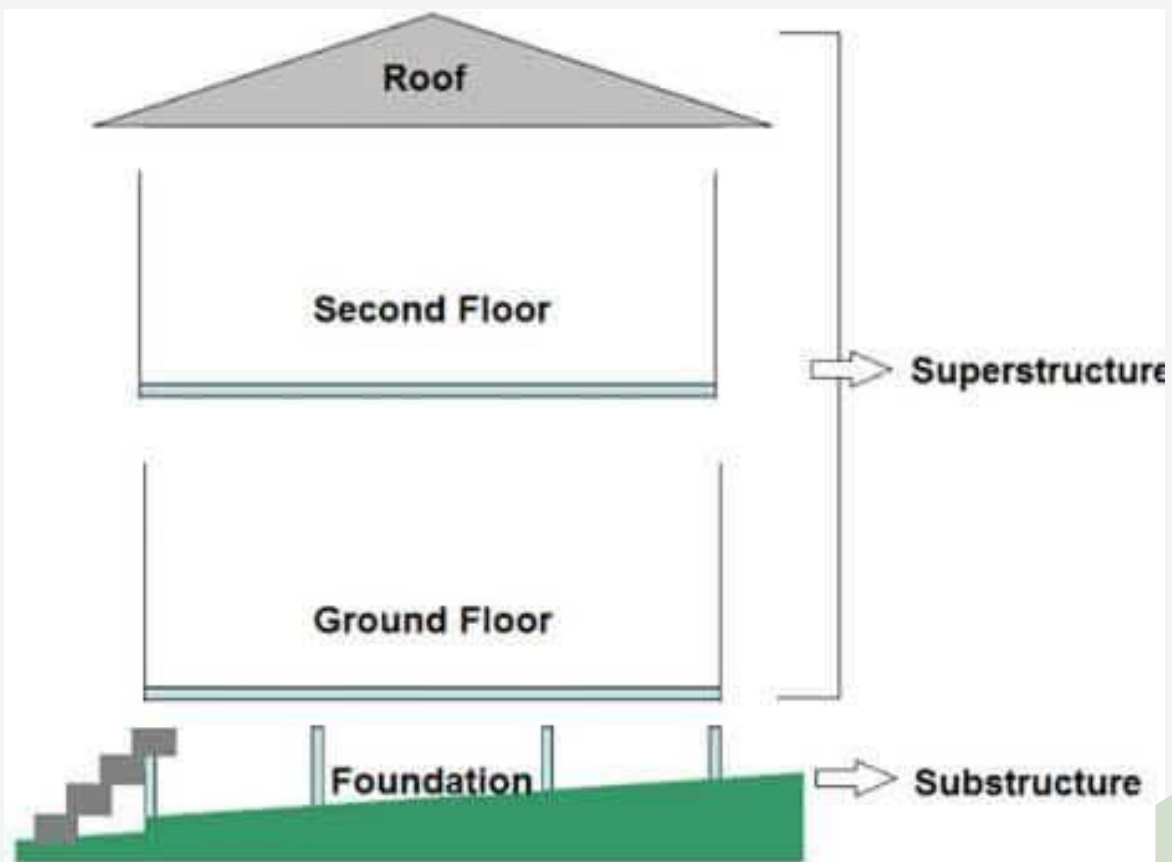 Roof
Second Floor
Superstructure
Ground Floor
Foundation
Substructure